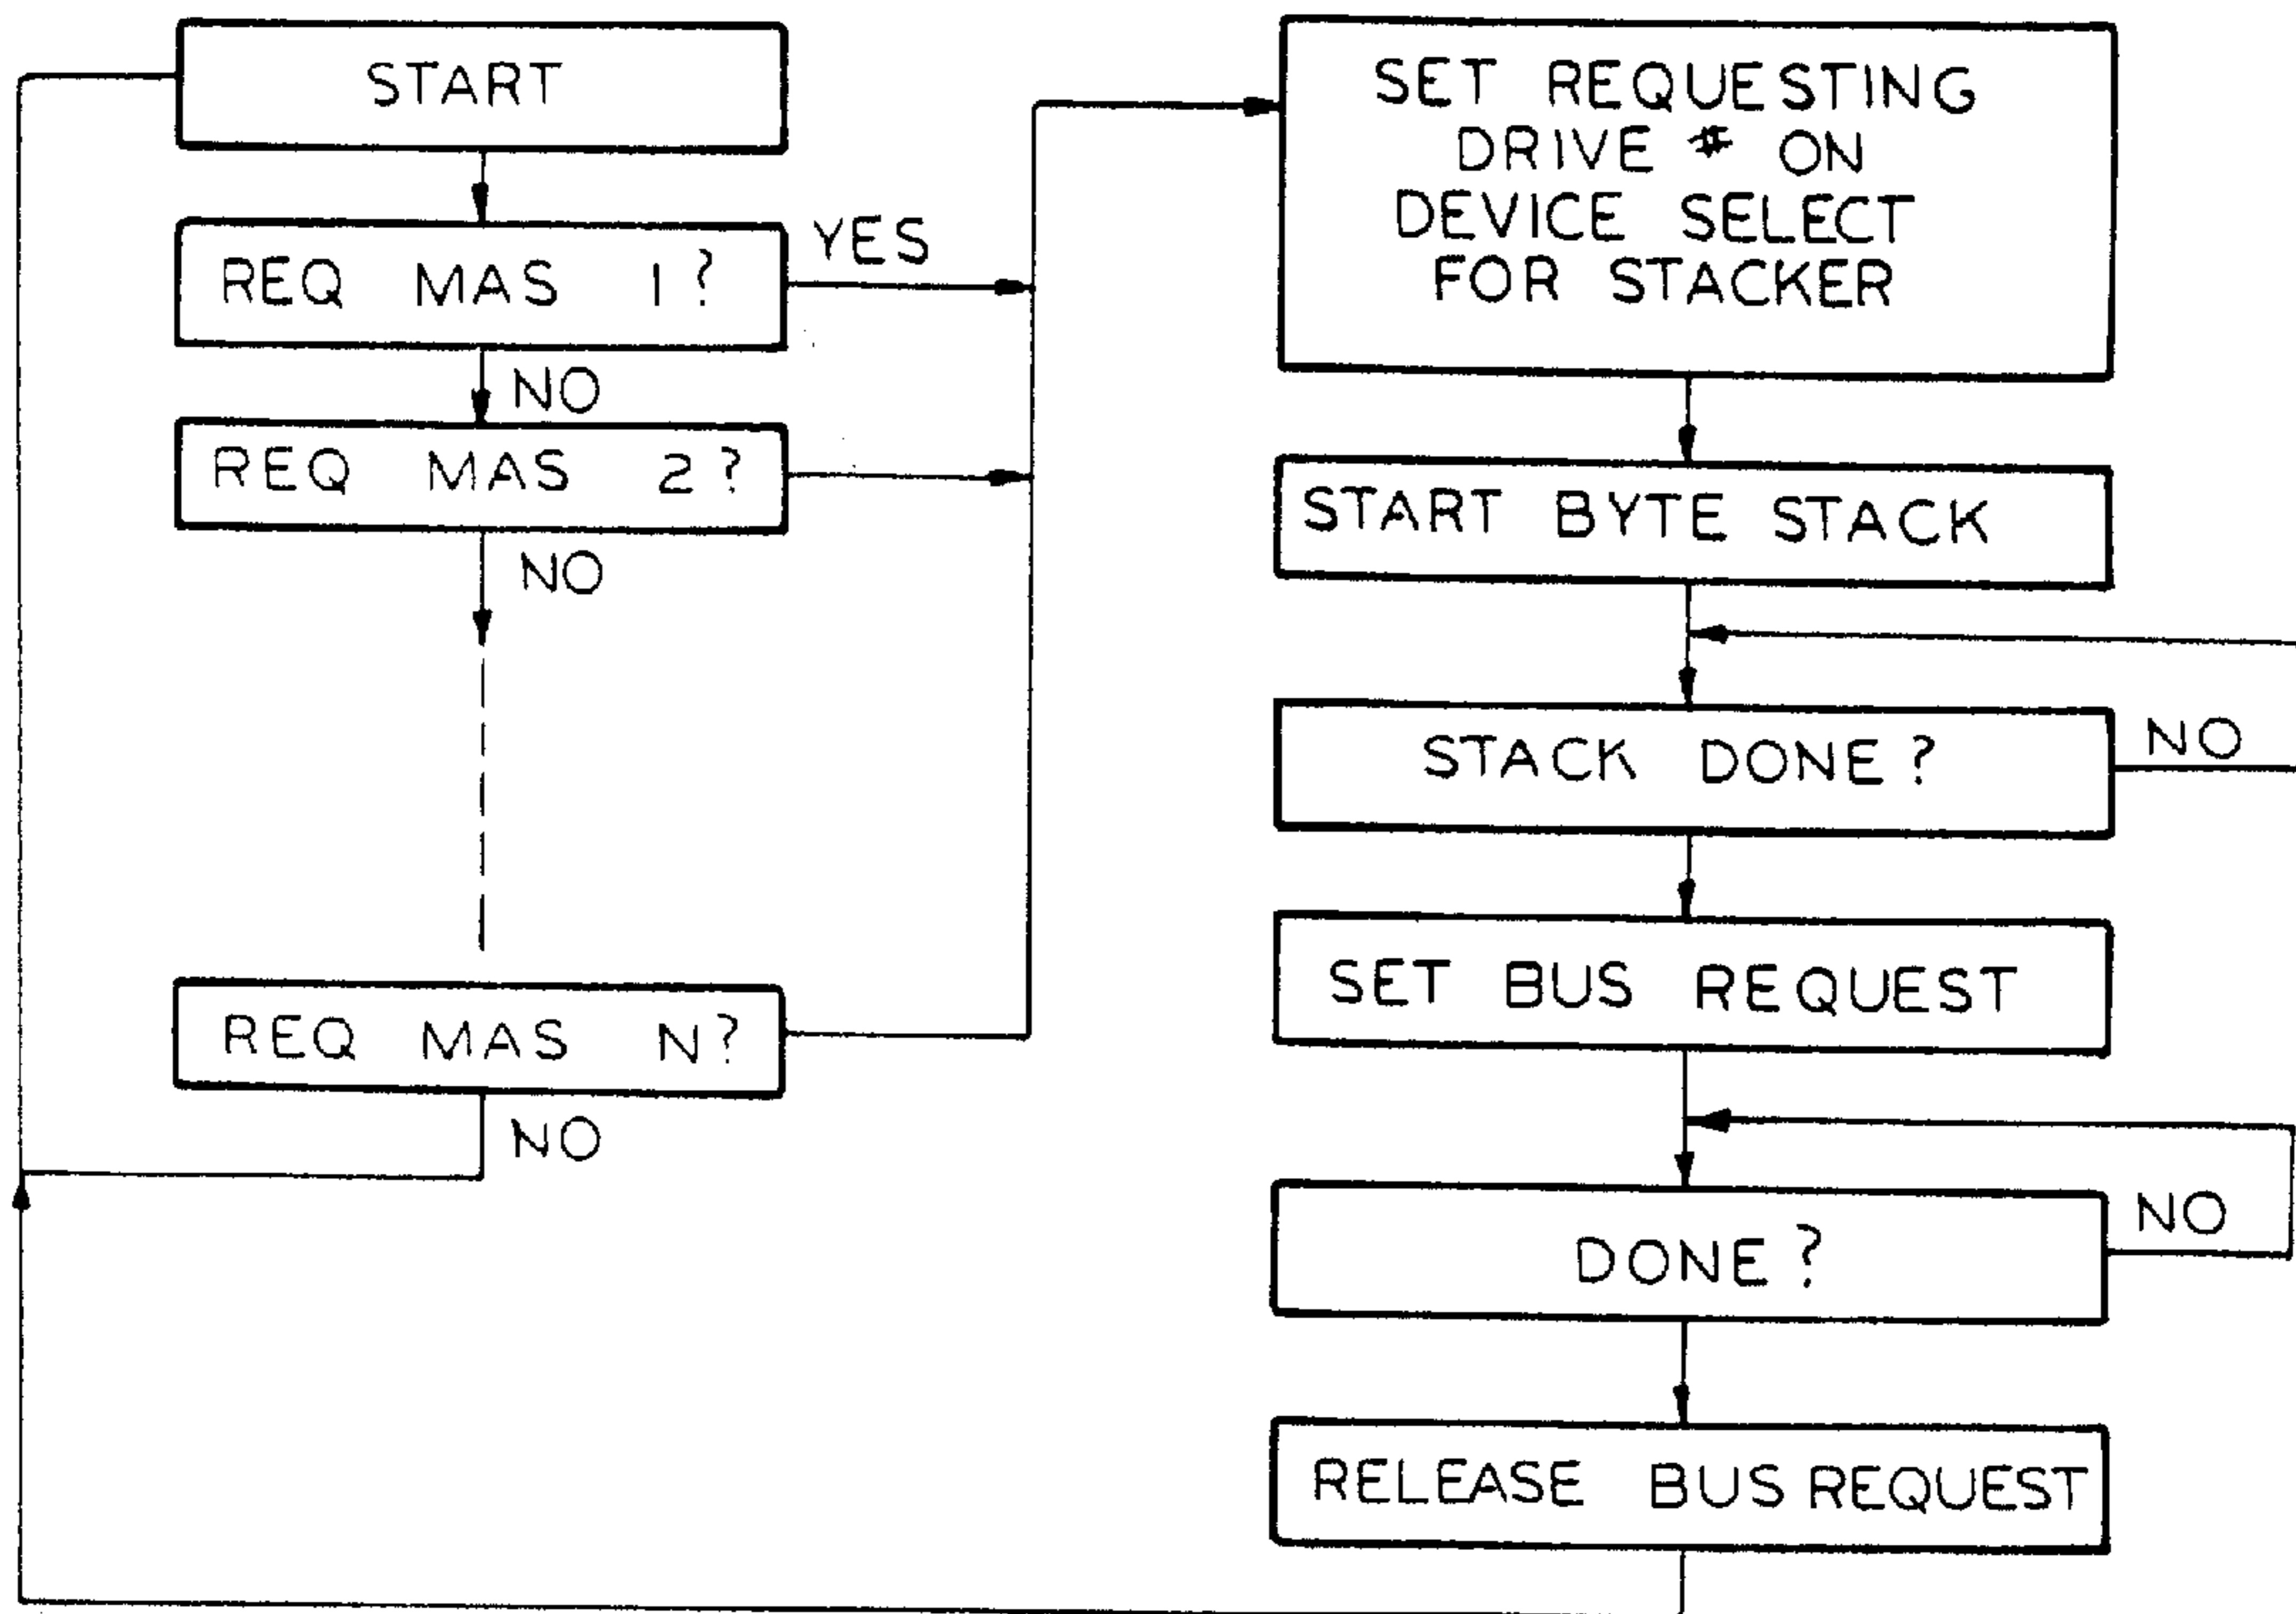 START
REQ MAS 1?
YES
NO
REQ MAS 2?
NO
REQ MAS N?
NO
SET REQUESTING
DRIVE # ON
DEVICE SELECT
FOR STACKER
START BYTE STACK
STACK DONE?
NO
SET BUS REQUEST
DONE?
NO
RELEASE BUS REQUEST